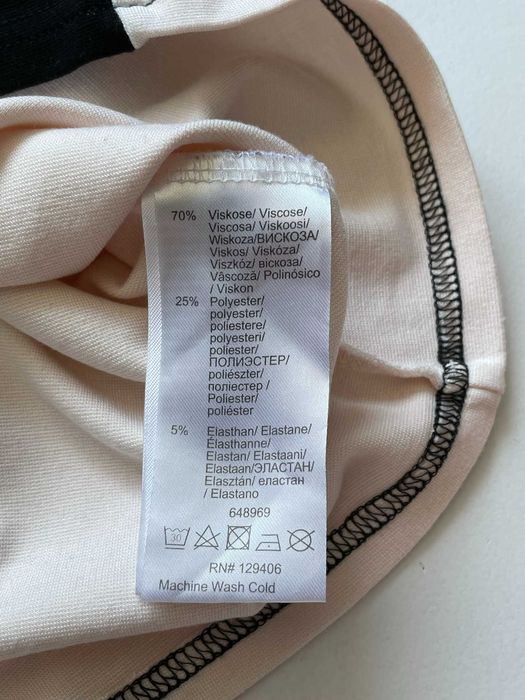 70% Viskose/ Viscose/
Viscosa/ Viskoosi/
Wiskoza/ВИСКОЗА/
Viskos/ Viskóza/
Viszkóz/ віскоза/
Vâscoză/ Polinósico
/ Viskon
25% Polyester/
polyester/
poliestere/
polyesteri/
poliester/
ПОЛИЭСТЕР/
poliészter/
поліестер /
Poliester/
poliéster
5% Elasthan/ Elastane/
Élasthanne/
Elastan/ Elastaani/
Elastaan/ЭЛАСТАН/
Elasztán/ еластан
/ Elastano
648969
30
RN# 129406
Machine Wash Cold